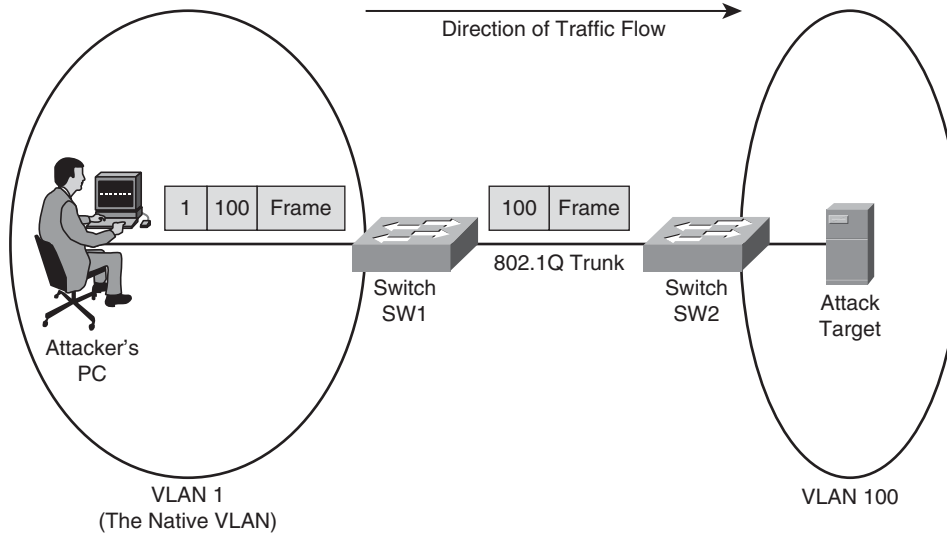 Direction of Traffic Flow
1 100 Frame
100 Frame
802.1Q Trunk
Switch
SW1
Switch
SW2
Attacker's
PC
Attack
Target
VLAN 1
(The Native VLAN)
VLAN 100